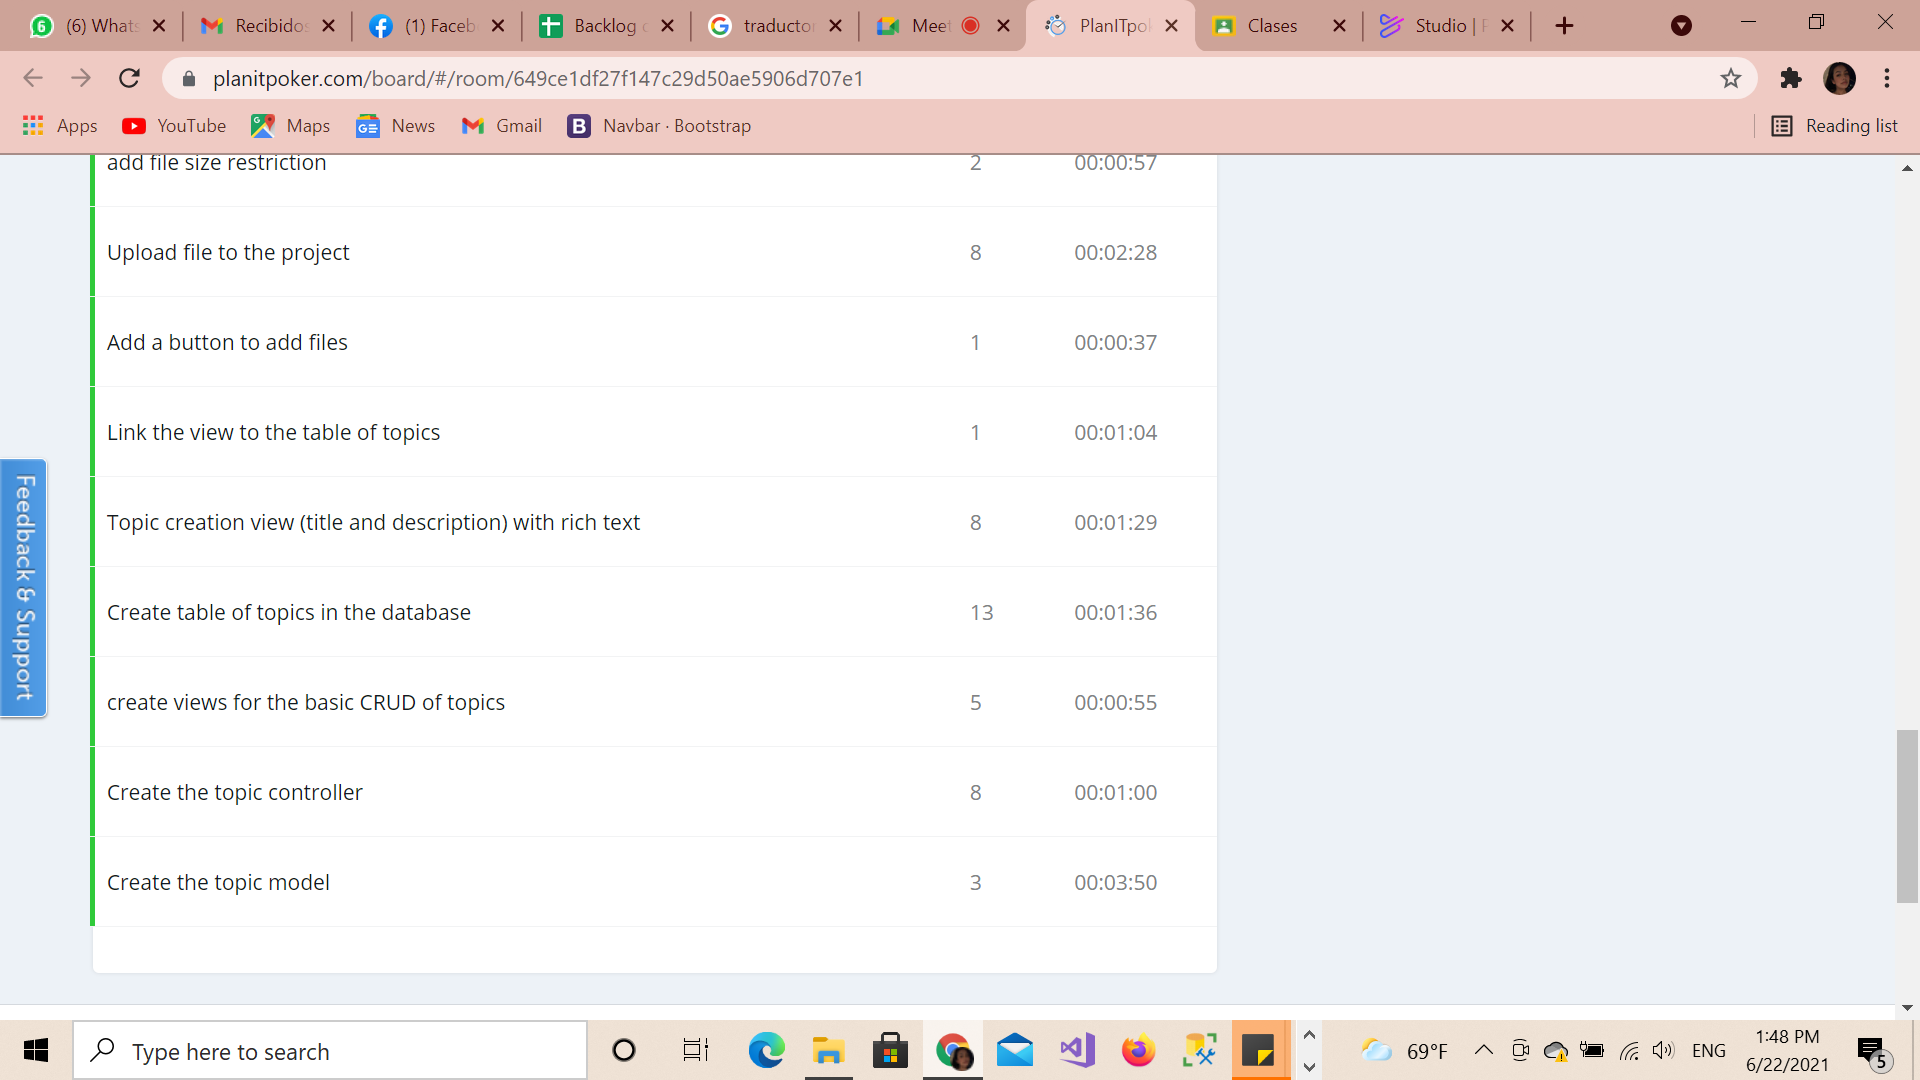 (6) Whats
Recibidos
(1) Faceb
Backlog
traductor
Meet
PlanITpok
Clases
Studio |
planitpoker.com/board/#/room/649ce1df27f147c29d50ae5906d707e1
Apps
YouTube
Maps
News
Gmail
Navbar · Bootstrap
Reading list
add file size restriction 2 00:00:57
Upload file to the project 8 00:02:28
Add a button to add files 1 00:00:37
Link the view to the table of topics 1 00:01:04
Topic creation view (title and description) with rich text 8 00:01:29
Create table of topics in the database 13 00:01:36
create views for the basic CRUD of topics 5 00:00:55
Create the topic controller 8 00:01:00
Create the topic model 3 00:03:50
Feedback & Support
Type here to search
69°F
ENG
1:48 PM
6/22/2021
5